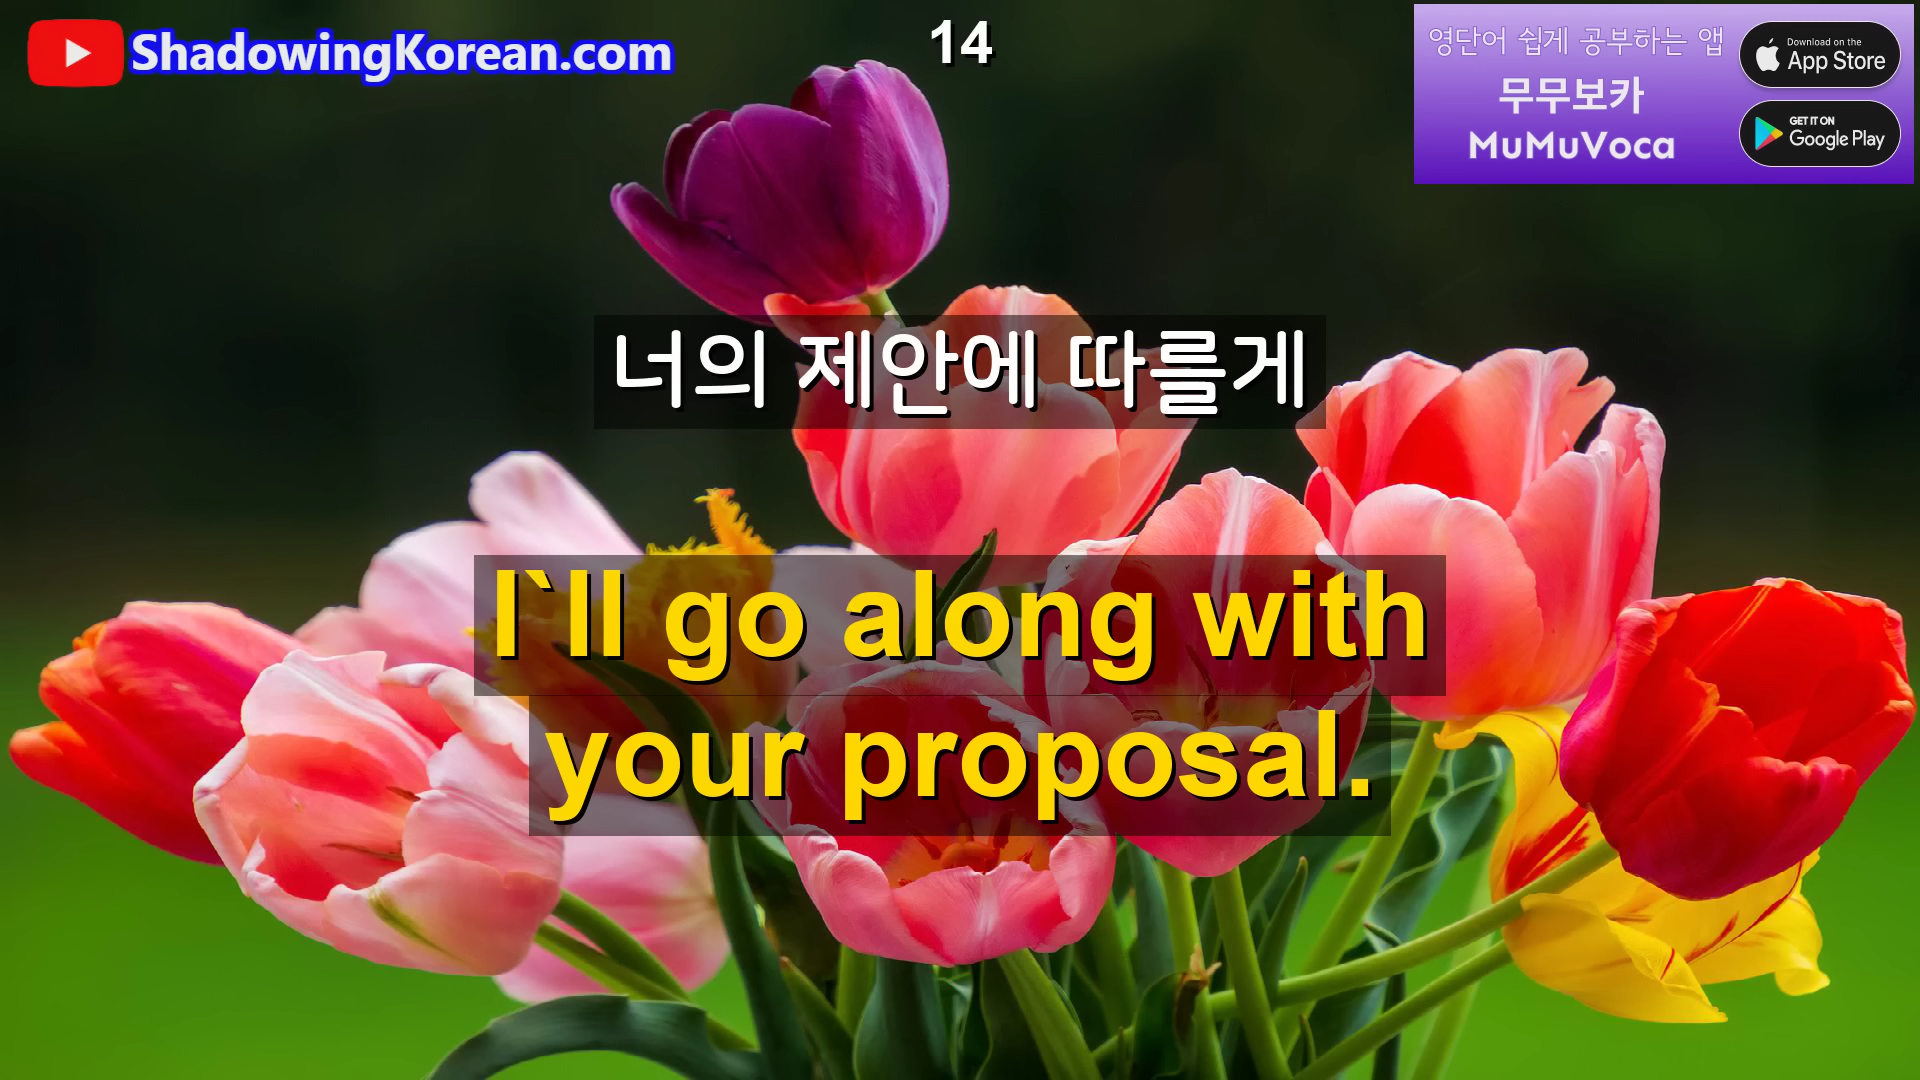 ShadowingKorean.com
14
영단어 쉽게 공부하는 앱
무무보카
MuMuVoca
Download on the
App Store
GET IT ON
Google Play
너의 제안에 따를게
I`ll go along with
your proposal.